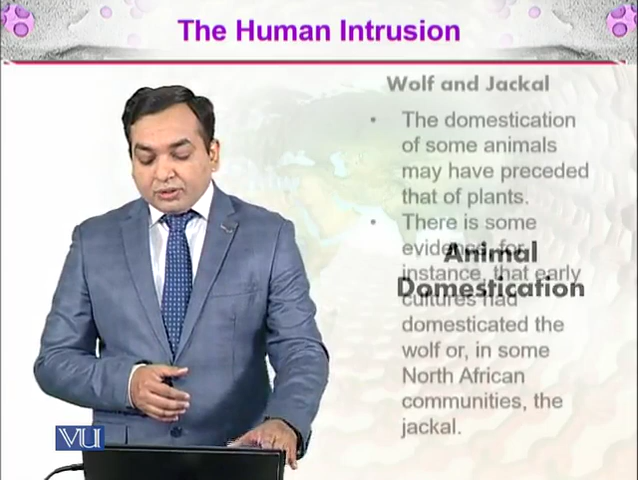 The Human Intrusion
Wolf and Jackal
• The domestication
of some animals
may have preceded
that of plants.
• There is some
evidence, for
instance, that early
cultures had
domesticated the
wolf or, in some
North African
communities, the
jackal.
Animal
Domestication
VU